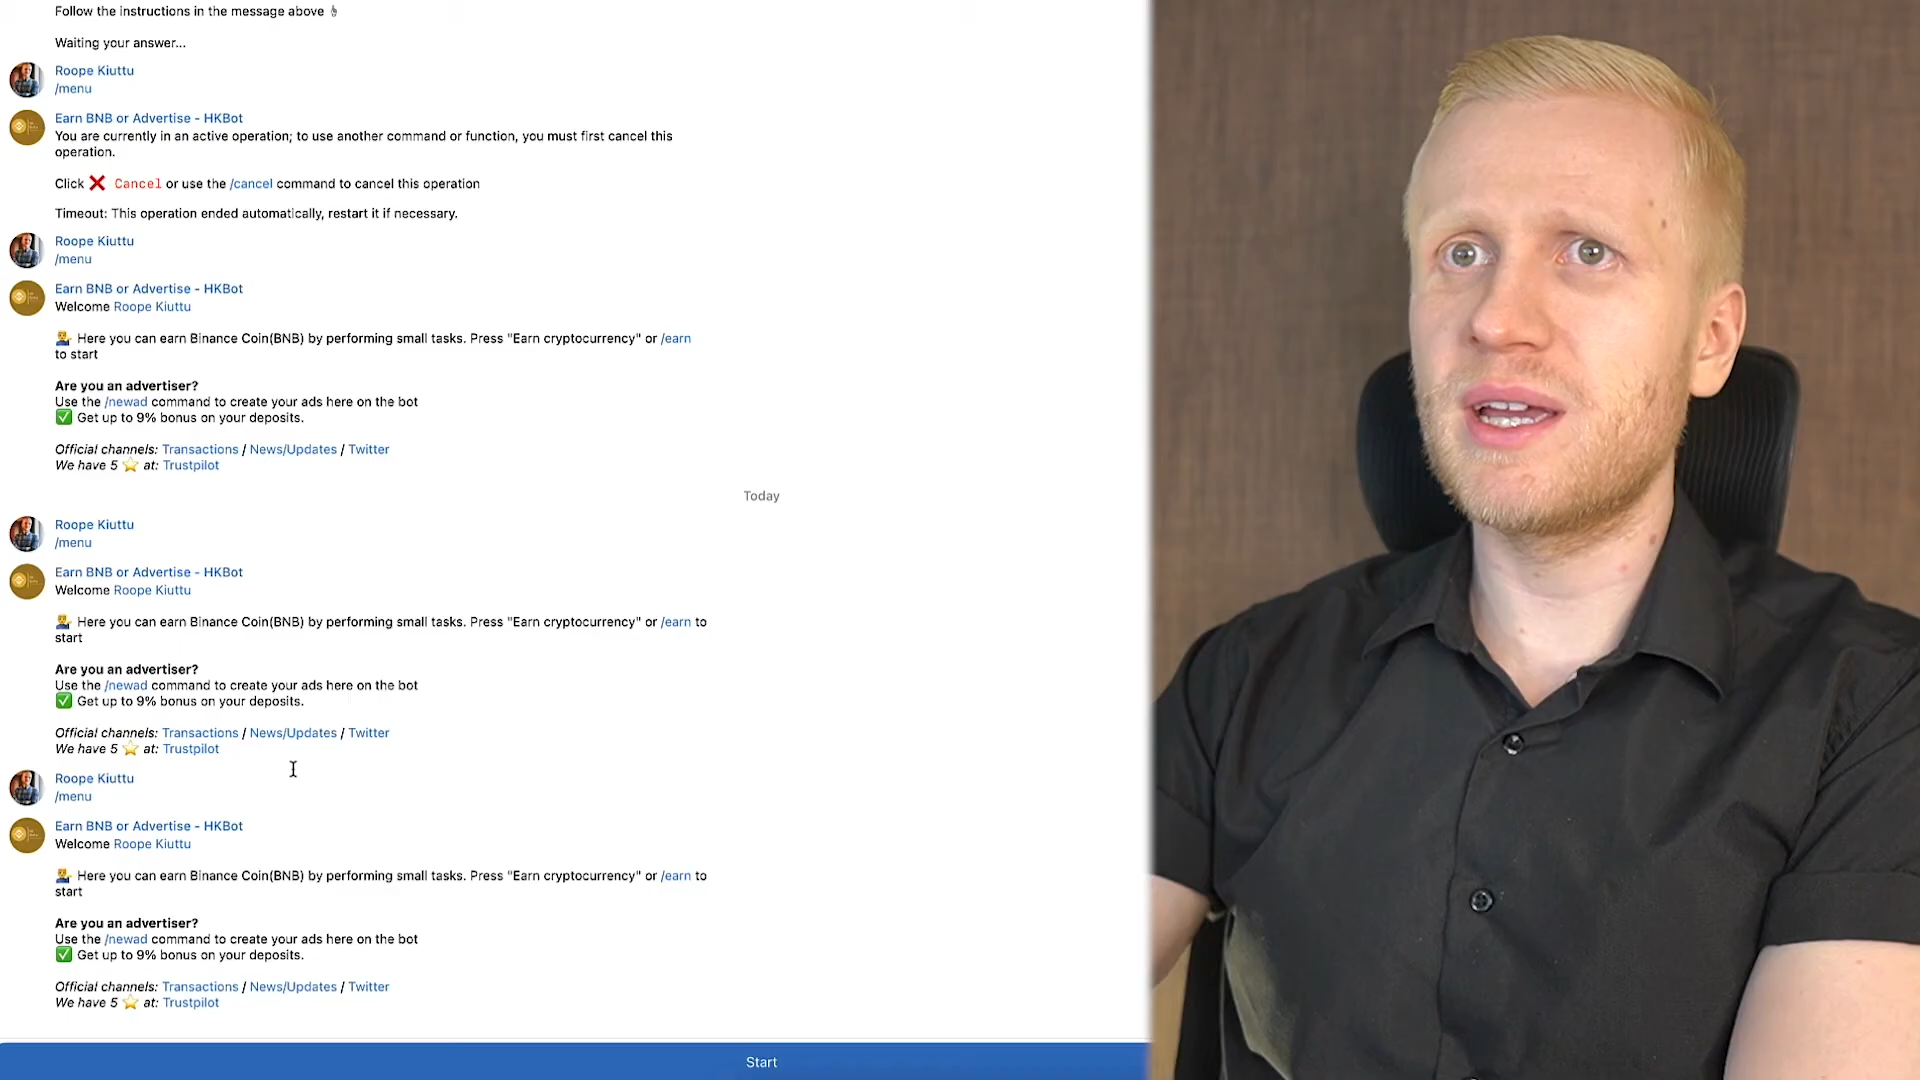 Follow the instructions in the message above
Waiting your answer...
Roope Kiuttu
/menu
Earn BNB or Advertise - HKBot
You are currently in an active operation; to use another command or function, you must first cancel this
operation.
Click ❌ Cancel or use the /cancel command to cancel this operation
Timeout: This operation ended automatically, restart it if necessary.
Roope Kiuttu
/menu
Earn BNB or Advertise - HKBot
Welcome Roope Kiuttu
Here you can earn Binance Coin(BNB) by performing small tasks. Press "Earn cryptocurrency" or /earn
to start
Are you an advertiser?
Use the /newad command to create your ads here on the bot
✅ Get up to 9% bonus on your deposits.
Official channels: Transactions / News/Updates / Twitter
We have 5 ⭐ at: Trustpilot
Today
Roope Kiuttu
/menu
Earn BNB or Advertise - HKBot
Welcome Roope Kiuttu
Here you can earn Binance Coin(BNB) by performing small tasks. Press "Earn cryptocurrency" or /earn to
start
Are you an advertiser?
Use the /newad command to create your ads here on the bot
✅ Get up to 9% bonus on your deposits.
Official channels: Transactions / News/Updates / Twitter
We have 5 ⭐ at: Trustpilot
Roope Kiuttu
/menu
Earn BNB or Advertise - HKBot
Welcome Roope Kiuttu
Here you can earn Binance Coin(BNB) by performing small tasks. Press "Earn cryptocurrency" or /earn to
start
Are you an advertiser?
Use the /newad command to create your ads here on the bot
✅ Get up to 9% bonus on your deposits.
Official channels: Transactions / News/Updates / Twitter
We have 5 ⭐ at: Trustpilot
Start